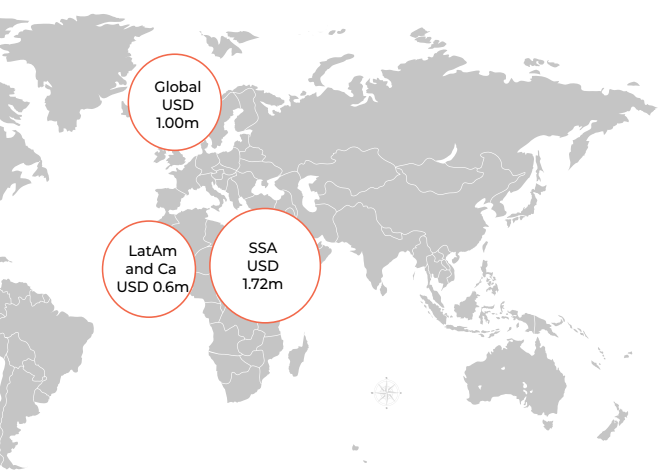 Global
USD
1.00m
LatAm
and Ca
USD 0.6m
SSA
USD
1.72m